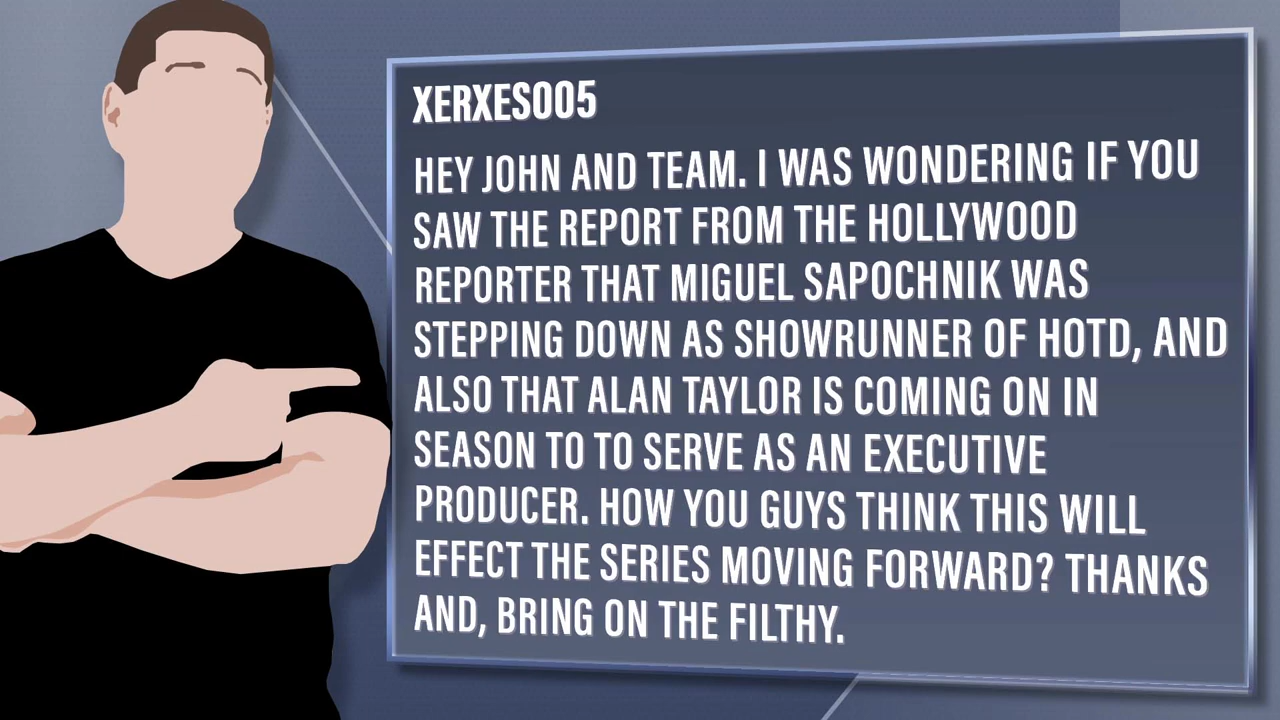 XERXES005
HEY JOHN AND TEAM. I WAS WONDERING IF YOU
SAW THE REPORT FROM THE HOLLYWOOD
REPORTER THAT MIGUEL SAPOCHNIK WAS
STEPPING DOWN AS SHOWRUNNER OF HOTD, AND
ALSO THAT ALAN TAYLOR IS COMING ON IN
SEASON TO TO SERVE AS AN EXECUTIVE
PRODUCER. HOW YOU GUYS THINK THIS WILL
EFFECT THE SERIES MOVING FORWARD? THANKS
AND, BRING ON THE FILTHY.